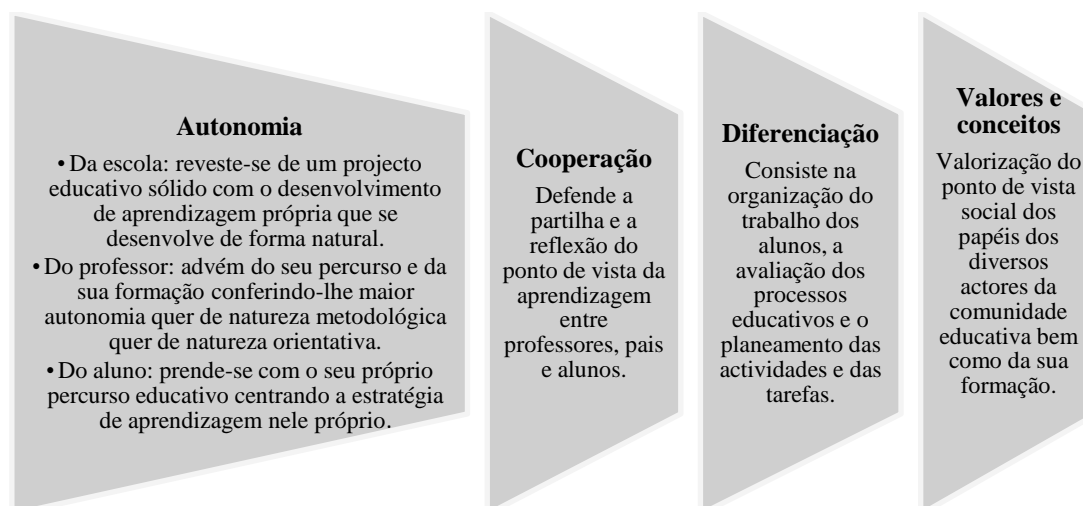 Autonomia
• Da escola: reveste-se de um projecto
educativo sólido com o desenvolvimento
de aprendizagem própria que se
desenvolve de forma natural.
• Do professor: advém do seu percurso e da
sua formação conferindo-lhe maior
autonomia quer de natureza metodológica
quer de natureza orientativa.
• Do aluno: prende-se com o seu próprio
percurso educativo centrando a estratégia
de aprendizagem nele próprio.
Cooperação
Defende a
partilha e a
reflexão do
ponto de vista da
aprendizagem
entre
professores, pais
e alunos.
Diferenciação
Consiste na
organização do
trabalho dos
alunos, a
avaliação dos
processos
educativos e o
planeamento das
actividades e das
tarefas.
Valores e
conceitos
Valorização do
ponto de vista
social dos
papéis dos
diversos
actores da
comunidade
educativa bem
como da sua
formação.